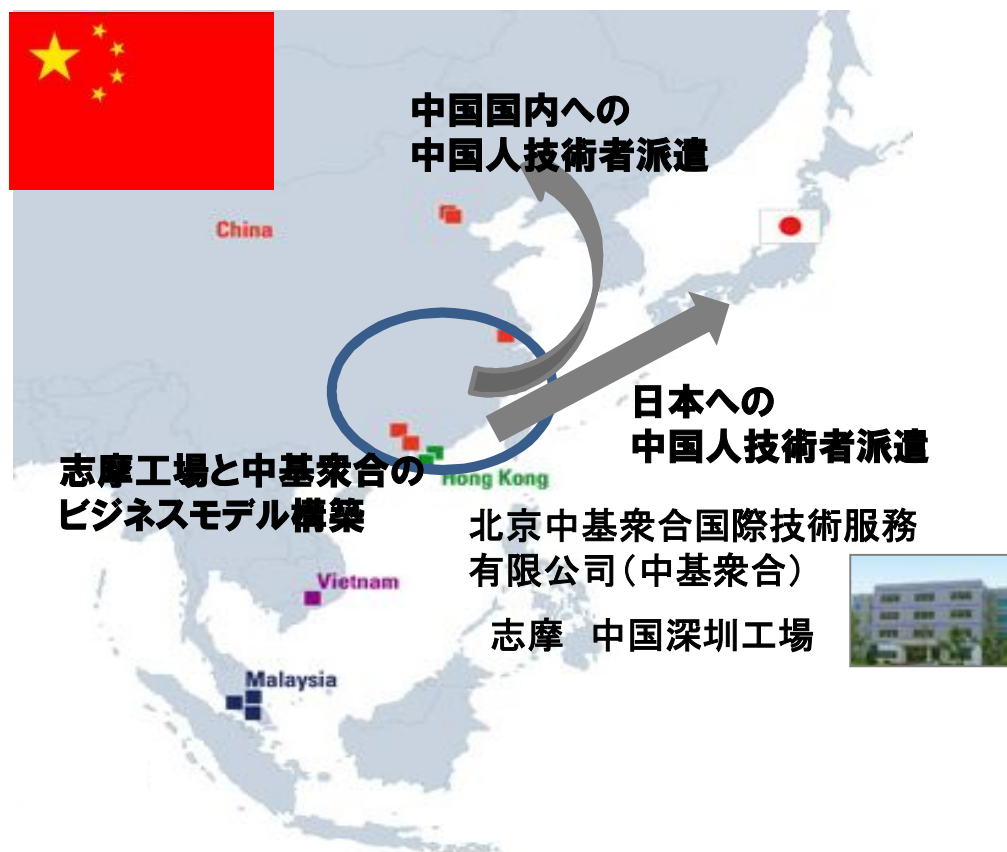 中国国内への
中国人技術者派遣
China
日本への
中国人技術者派遣
志摩工場と中基衆合の
ビジネスモデル構築
Hong Kong
北京中基衆合国際技術服務
有限公司（中基衆合）
Vietnam
志摩　中国深圳工場
Malaysia